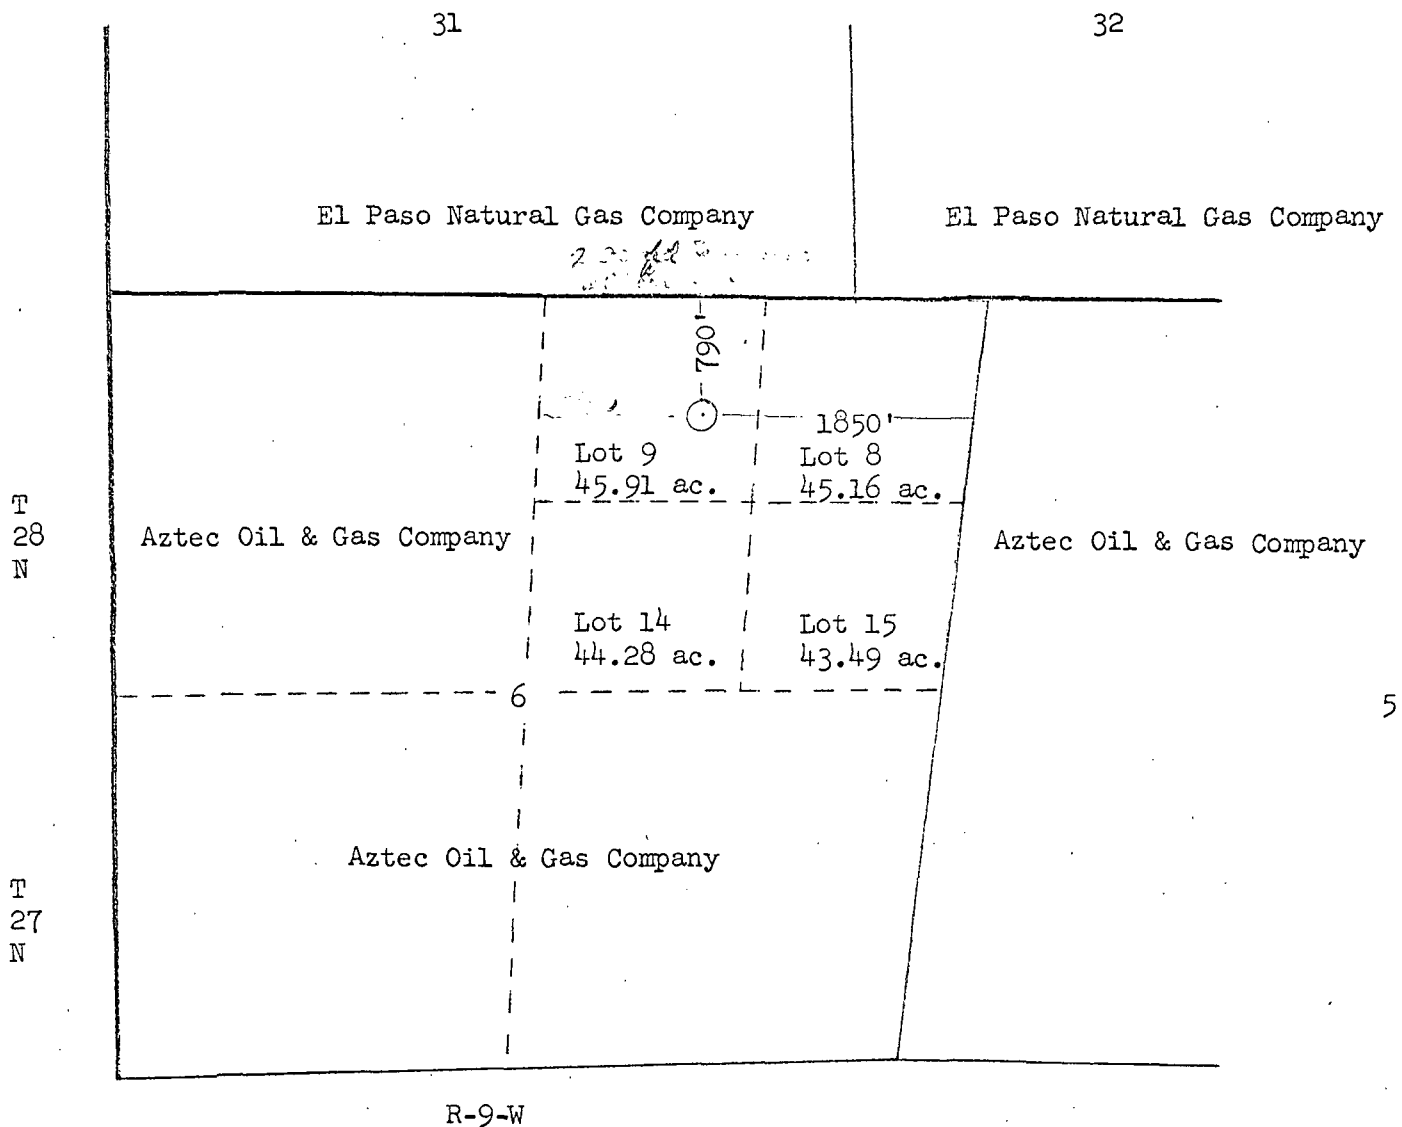 31
32
El Paso Natural Gas Company
El Paso Natural Gas Company
790'
1850'
Lot 9
45.91 ac.
Lot 8
45.16 ac.
T
28
N
Aztec Oil & Gas Company
Aztec Oil & Gas Company
Lot 14
44.28 ac.
Lot 15
43.49 ac.
6
5
Aztec Oil & Gas Company
T
27
N
R-9-W